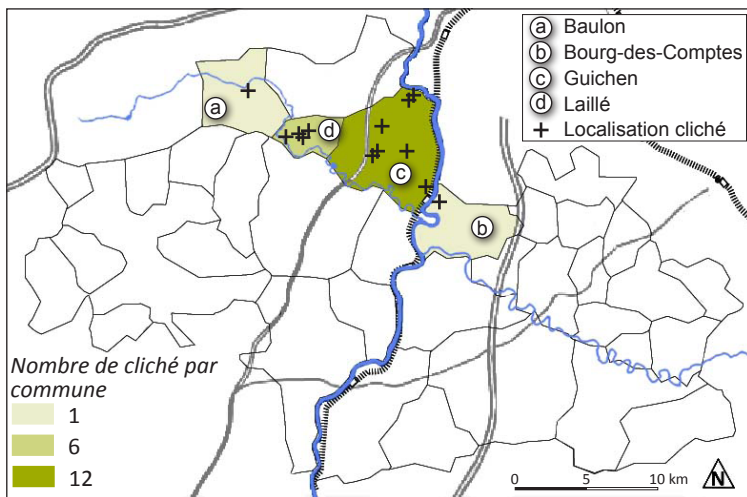 a Baulon
b Bourg-des-Comptes
c Guichen
d Laillé
+ Localisation cliché
a
d
c
b
Nombre de cliché par
commune
1
6
12
0 5 10 km
N